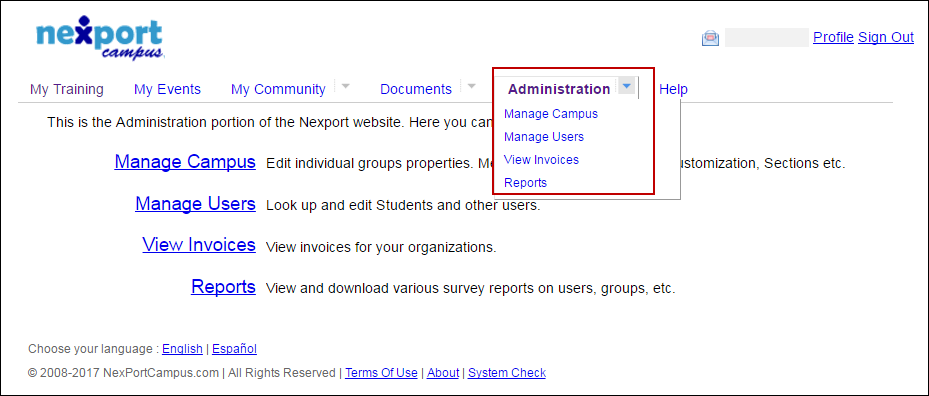 nexport
campus
Profile Sign Out
My Training My Events My Community Documents Administration Help
Manage Campus
Manage Users
View Invoices
Reports
This is the Administration portion of the Nexport website. Here you can
Manage Campus Edit individual groups properties. ustomization, Sections etc.
Manage Users Look up and edit Students and other users.
View Invoices View invoices for your organizations.
Reports View and download various survey reports on users, groups, etc.
Choose your language : English | Español
© 2008-2017 NexPortCampus.com | All Rights Reserved | Terms Of Use | About | System Check